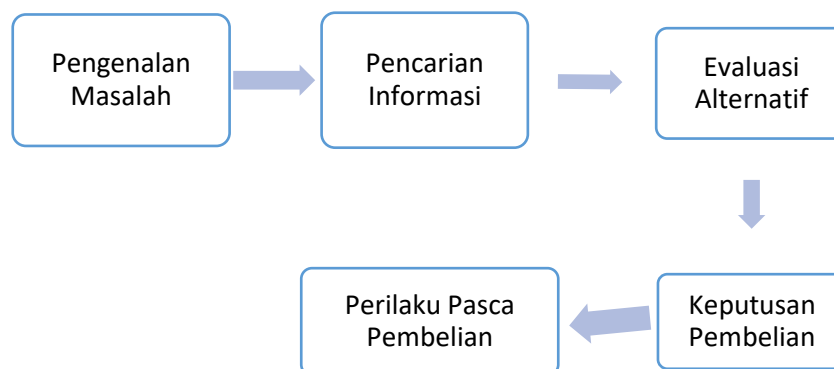 Pengenalan
Masalah
Pencarian
Informasi
Evaluasi
Alternatif
Keputusan
Pembelian
Perilaku Pasca
Pembelian